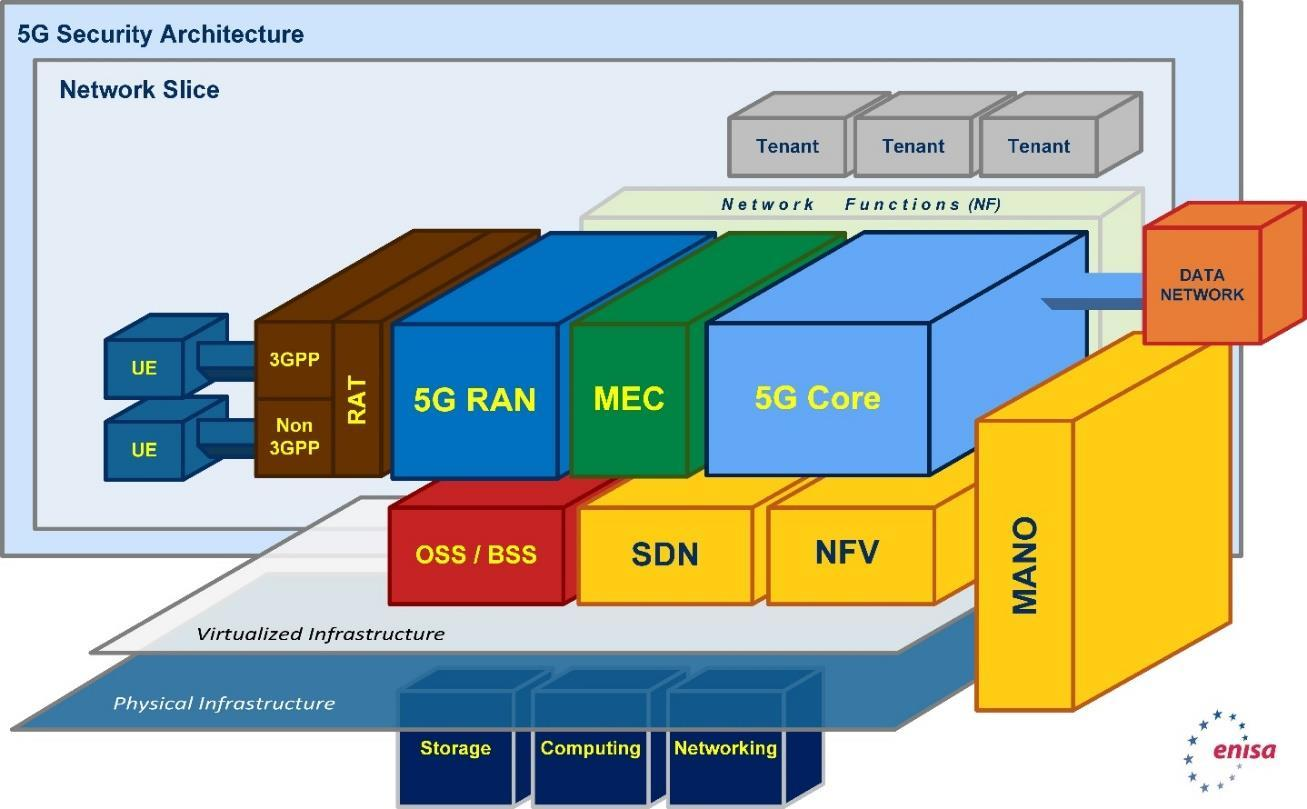 5G Security Architecture
Network Slice
Tenant
Tenant
Tenant
Network Functions (NF)
DATA
NETWORK
UE
UE
3GPP
Non
3GPP
RAT
5G RAN
MEC
5G Core
OSS / BSS
SDN
NFV
MANO
Virtualized Infrastructure
Physical Infrastructure
Storage
Computing
Networking
enisa